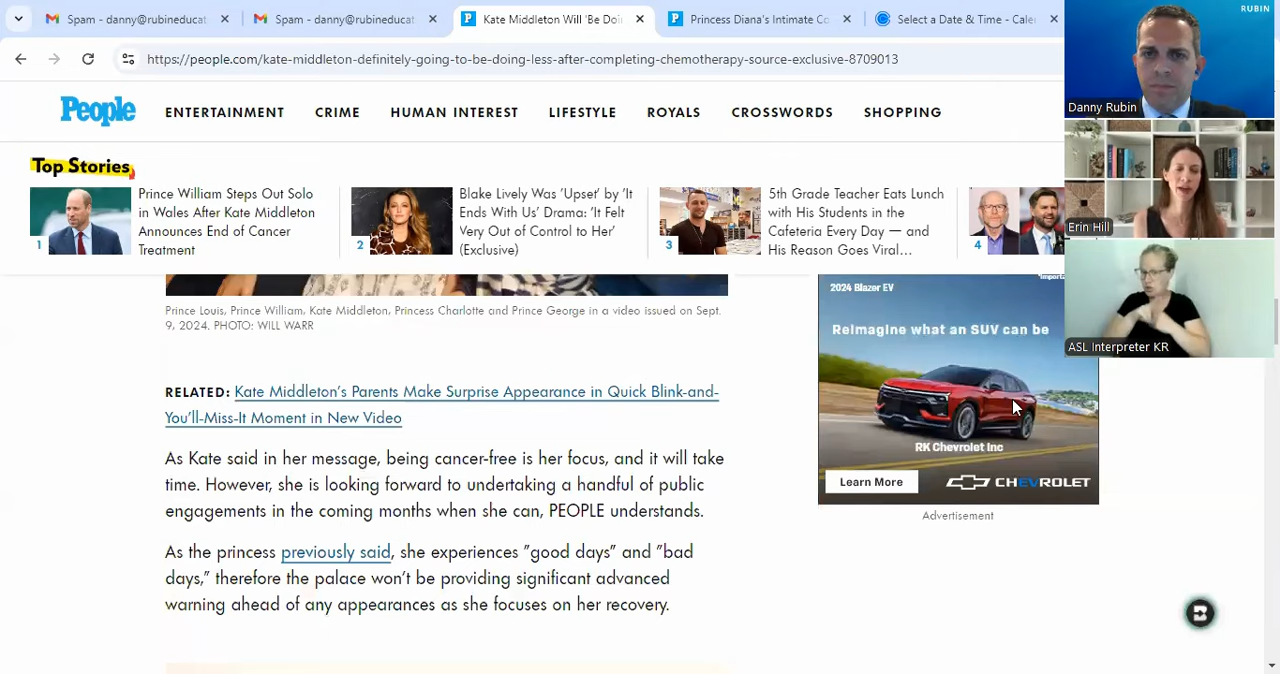 Spam - danny@rubineducat
Spam - danny@rubineducat
Kate Middleton Will 'Be Doi
Princess Diana's Intimate Co
Select a Date & Time - Cale
https://people.com/kate-middleton-definitely-going-to-be-doing-less-after-completing-chemotherapy-source-exclusive-8709013
People
ENTERTAINMENT
CRIME
HUMAN INTEREST
LIFESTYLE
ROYALS
CROSSWORDS
SHOPPING
Top Stories
1
Prince William Steps Out Solo
in Wales After Kate Middleton
Announces End of Cancer
Treatment
2
Blake Lively Was 'Upset' by 'It
Ends With Us' Drama: 'It Felt
Very Out of Control to Her'
(Exclusive)
3
5th Grade Teacher Eats Lunch
with His Students in the
Cafeteria Every Day — and
His Reason Goes Viral...
4
Prince Louis, Prince William, Kate Middleton, Princess Charlotte and Prince George in a video issued on Sept.
9, 2024. PHOTO: WILL WARR
RELATED: Kate Middleton's Parents Make Surprise Appearance in Quick Blink-and-
You'll-Miss-It Moment in New Video
As Kate said in her message, being cancer-free is her focus, and it will take
time. However, she is looking forward to undertaking a handful of public
engagements in the coming months when she can, PEOPLE understands.
As the princess previously said, she experiences "good days" and "bad
days," therefore the palace won't be providing significant advanced
warning ahead of any appearances as she focuses on her recovery.
2024 Blazer EV
Reimagine what an SUV can be
RK Chevrolet Inc
Learn More
CHEVROLET
Advertisement
RUBIN
Danny Rubin
Erin Hill
ASL Interpreter KR